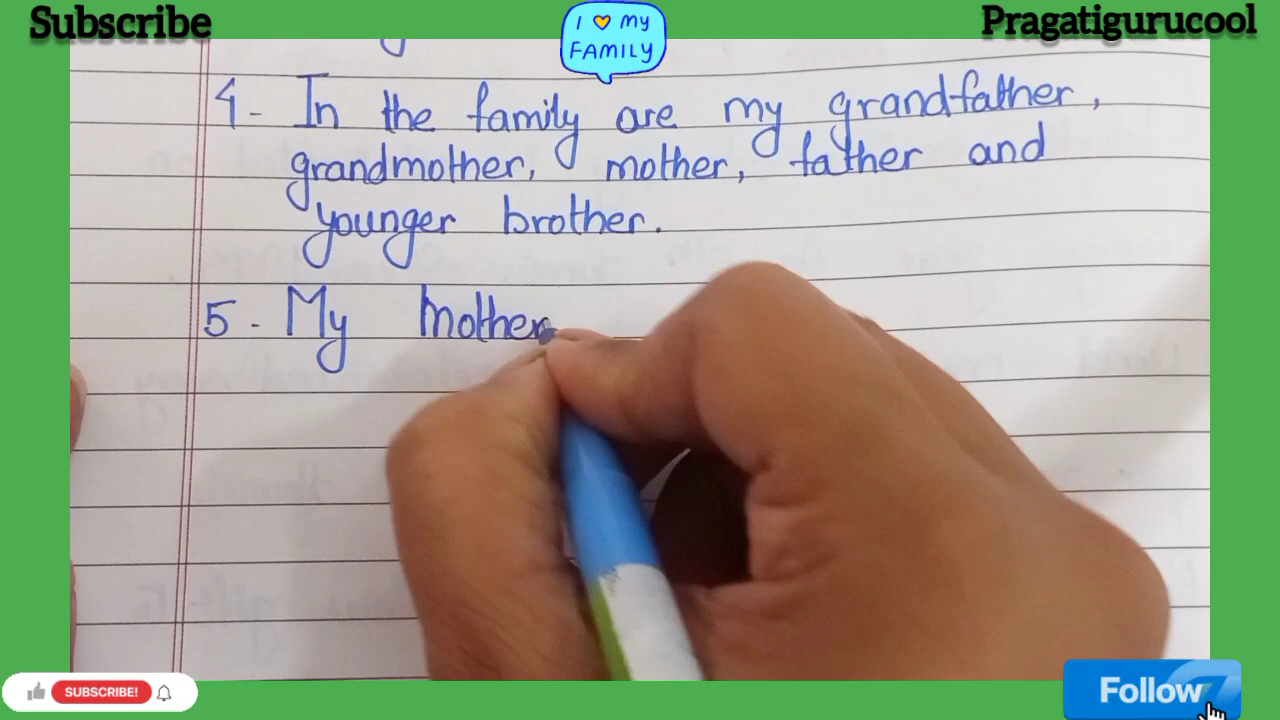 Subscribe
I my
FAMILY
Pragatigurucool
4- In the family are my grandfather,
grandmother, mother, father and
younger brother.
5- My mother
SUBSCRIBE!
Follow